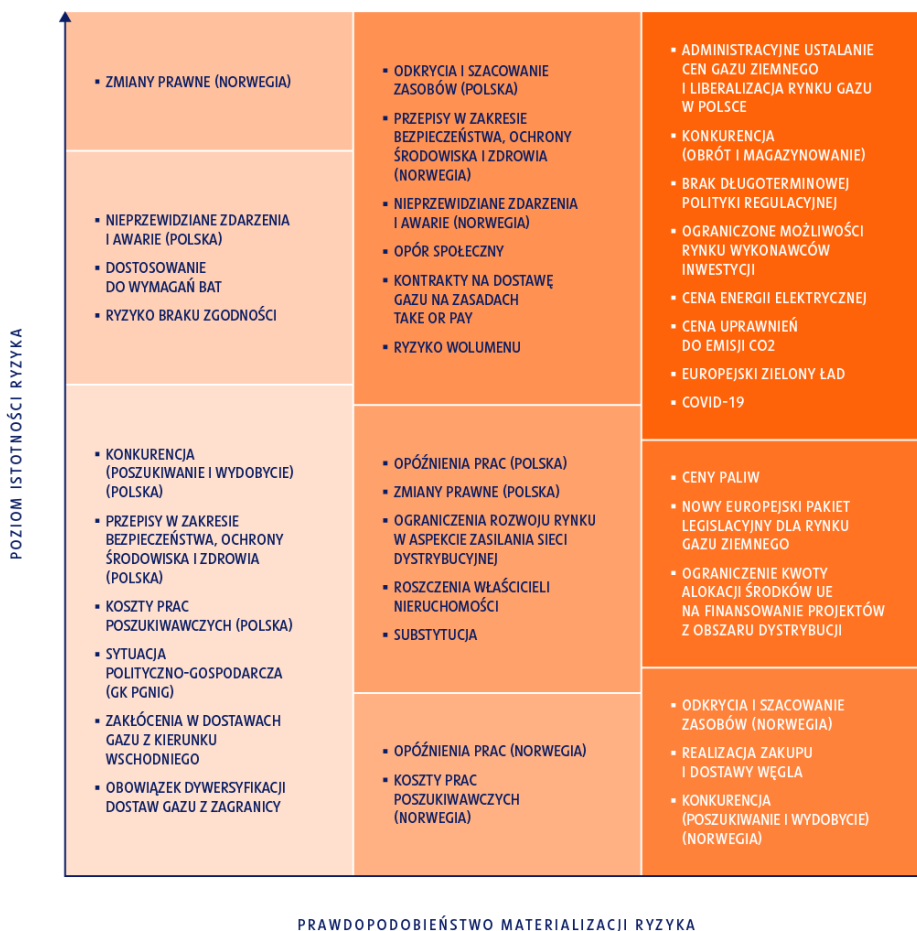 POZIOM ISTOTNOŚCI RYZYKA
▪ ZMIANY PRAWNE (NORWEGIA)
▪ NIEPRZEWIDZIANE ZDARZENIA
I AWARIE (POLSKA)
▪ DOSTOSOWANIE
DO WYMAGAŃ BAT
▪ RYZYKO BRAKU ZGODNOŚCI
▪ KONKURENCJA
(POSZUKIWANIE I WYDOBYCIE)
(POLSKA)
▪ PRZEPISY W ZAKRESIE
BEZPIECZEŃSTWA, OCHRONY
ŚRODOWISKA I ZDROWIA
(POLSKA)
▪ KOSZTY PRAC
POSZUKIWAWCZYCH (POLSKA)
▪ SYTUACJA
POLITYCZNO-GOSPODARCZA
(GK PGNIG)
▪ ZAKŁÓCENIA W DOSTAWACH
GAZU Z KIERUNKU
WSCHODNIEGO
▪ OBOWIĄZEK DYWERSYFIKACJI
DOSTAW GAZU Z ZAGRANICY
▪ ODKRYCIA I SZACOWANIE
ZASOBÓW (POLSKA)
▪ PRZEPISY W ZAKRESIE
BEZPIECZEŃSTWA, OCHRONY
ŚRODOWISKA I ZDROWIA
(NORWEGIA)
▪ NIEPRZEWIDZIANE ZDARZENIA
I AWARIE (NORWEGIA)
▪ OPÓR SPOŁECZNY
▪ KONTRAKTY NA DOSTAWĘ
GAZU NA ZASADACH
TAKE OR PAY
▪ RYZYKO WOLUMENU
▪ OPÓŹNIENIA PRAC (POLSKA)
▪ ZMIANY PRAWNE (POLSKA)
▪ OGRANICZENIA ROZWOJU RYNKU
W ASPEKCIE ZASILANIA SIECI
DYSTRYBUCYJNEJ
▪ ROSZCZENIA WŁAŚCICIELI
NIERUCHOMOŚCI
▪ SUBSTYTUCJA
▪ OPÓŹNIENIA PRAC (NORWEGIA)
▪ KOSZTY PRAC
POSZUKIWAWCZYCH
(NORWEGIA)
▪ ADMINISTRACYJNE USTALANIE
CEN GAZU ZIEMNEGO
I LIBERALIZACJA RYNKU GAZU
W POLSCE
▪ KONKURENCJA
(OBRÓT I MAGAZYNOWANIE)
▪ BRAK DŁUGOTERMINOWEJ
POLITYKI REGULACYJNEJ
▪ OGRANICZONE MOŻLIWOŚCI
RYNKU WYKONAWCÓW
INWESTYCJI
▪ CENA ENERGII ELEKTRYCZNEJ
▪ CENA UPRAWNIEŃ
DO EMISJI CO2
▪ EUROPEJSKI ZIELONY ŁAD
▪ COVID-19
▪ CENY PALIW
▪ NOWY EUROPEJSKI PAKIET
LEGISLACYJNY DLA RYNKU
GAZU ZIEMNEGO
▪ OGRANICZENIE KWOTY
ALOKACJI ŚRODKÓW UE
NA FINANSOWANIE PROJEKTÓW
Z OBSZARU DYSTRYBUCJI
▪ ODKRYCIA I SZACOWANIE
ZASOBÓW (NORWEGIA)
▪ REALIZACJA ZAKUPU
I DOSTAWY WĘGLA
▪ KONKURENCJA
(POSZUKIWANIE I WYDOBYCIE)
(NORWEGIA)
PRAWDOPODOBIEŃSTWO MATERIALIZACJI RYZYKA